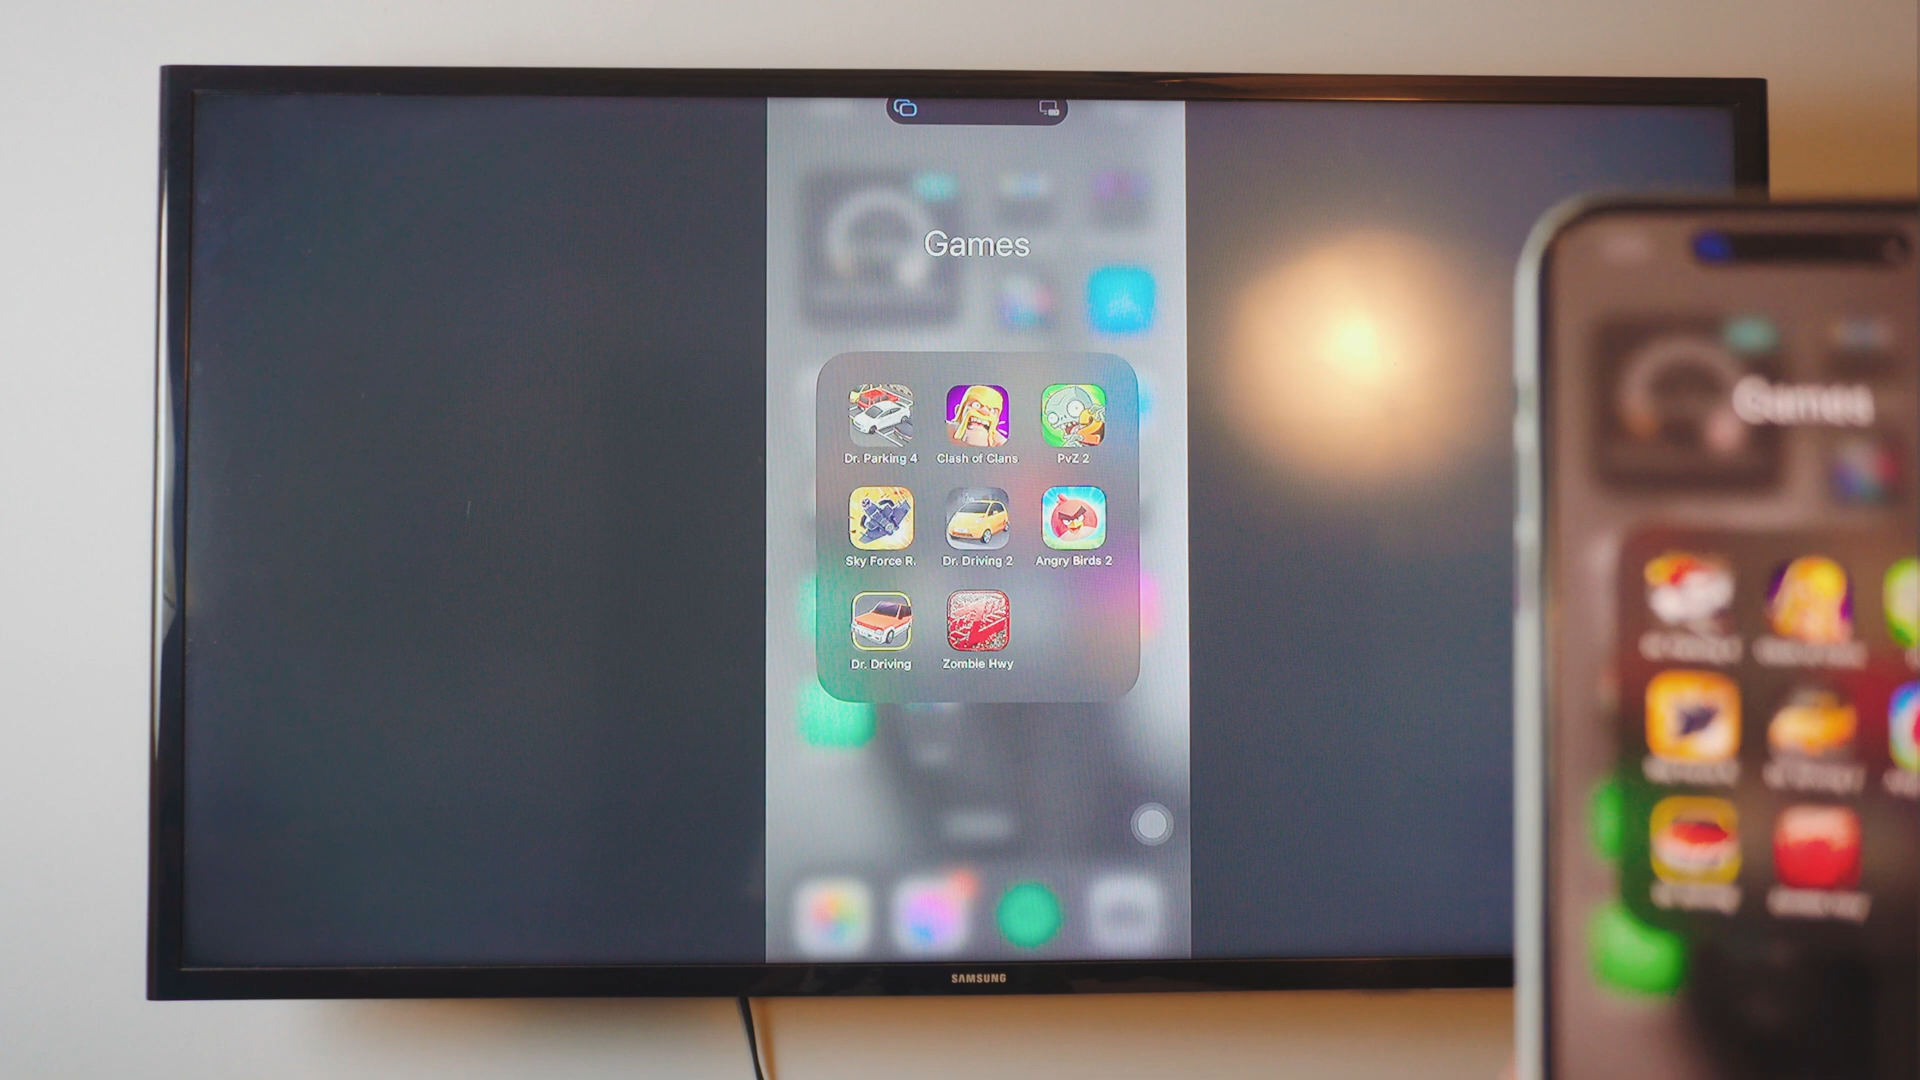 Games
Dr. Parking 4
Clash of Clans
PvZ 2
Sky Force R.
Dr. Driving 2
Angry Birds 2
Dr. Driving
Zombie Hwy
SAMSUNG
Games